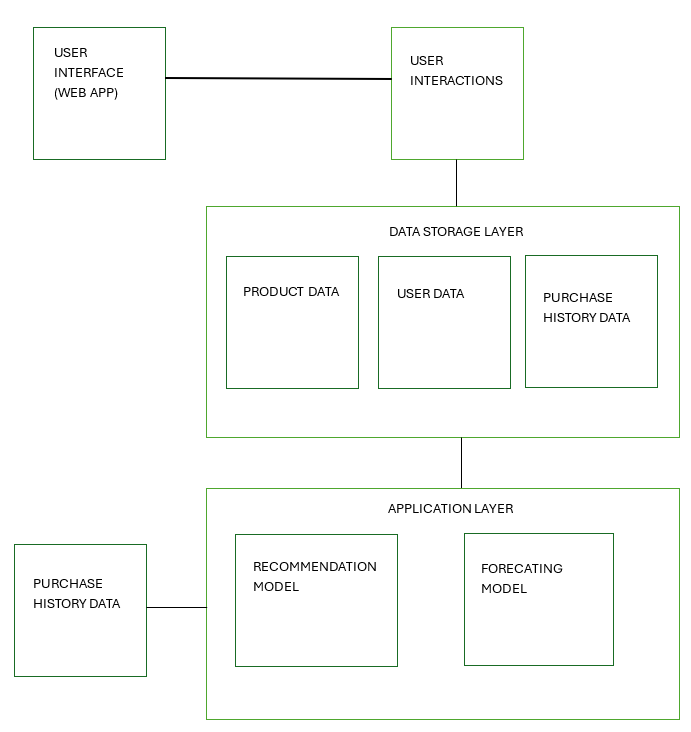 USER
INTERFACE
(WEB APP)
USER
INTERACTIONS
DATA STORAGE LAYER
PRODUCT DATA
USER DATA
PURCHASE
HISTORY DATA
APPLICATION LAYER
RECOMMENDATION
MODEL
FORECATING
MODEL
PURCHASE
HISTORY DATA